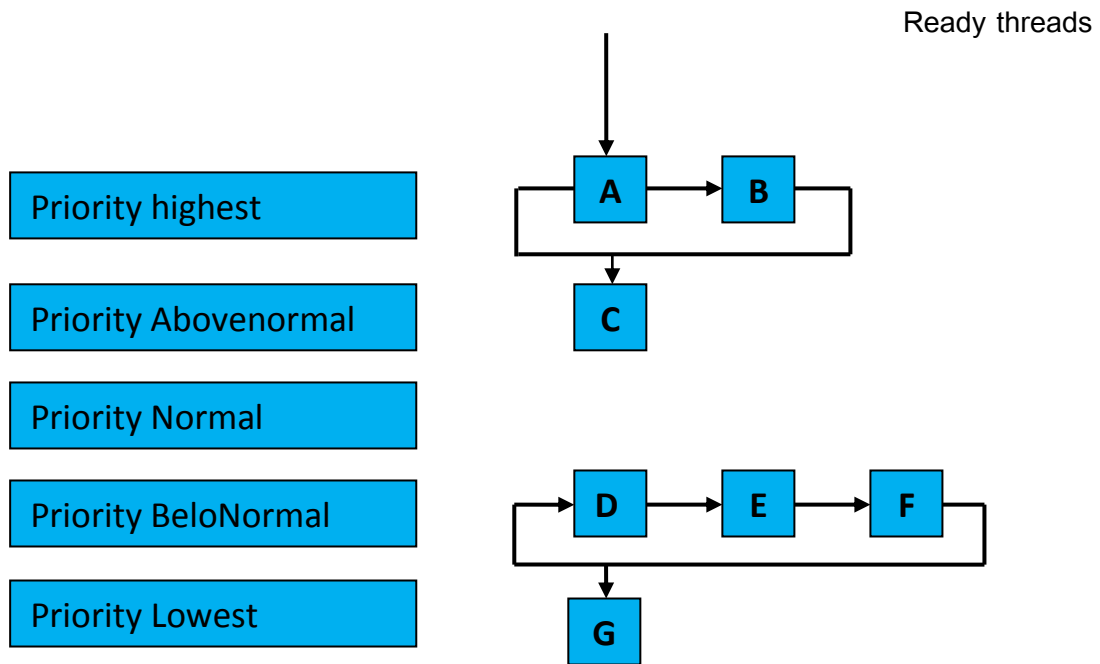 Ready threads
Priority highest
A
B
Priority Abovenormal
C
Priority Normal
Priority BeloNormal
D
E
F
Priority Lowest
G